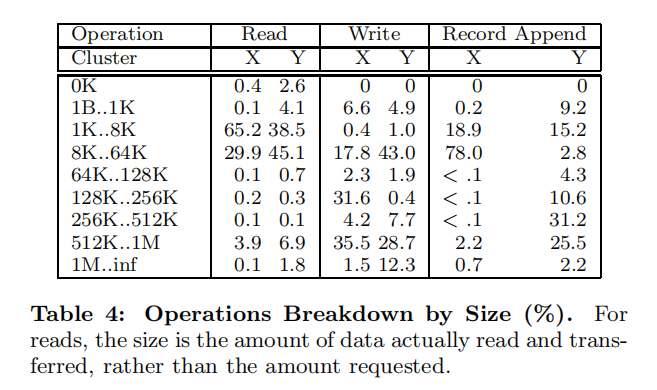 Operation Read Write Record Append
Cluster X Y X Y X Y
0K 0.4 2.6 0 0 0 0
1B..1K 0.1 4.1 6.6 4.9 0.2 9.2
1K..8K 65.2 38.5 0.4 1.0 18.9 15.2
8K..64K 29.9 45.1 17.8 43.0 78.0 2.8
64K..128K 0.1 0.7 2.3 1.9 < .1 4.3
128K..256K 0.2 0.3 31.6 0.4 < .1 10.6
256K..512K 0.1 0.1 4.2 7.7 < .1 31.2
512K..1M 3.9 6.9 35.5 28.7 2.2 25.5
1M..inf 0.1 1.8 1.5 12.3 0.7 2.2
Table 4: Operations Breakdown by Size (%). For
reads, the size is the amount of data actually read and trans-
ferred, rather than the amount requested.